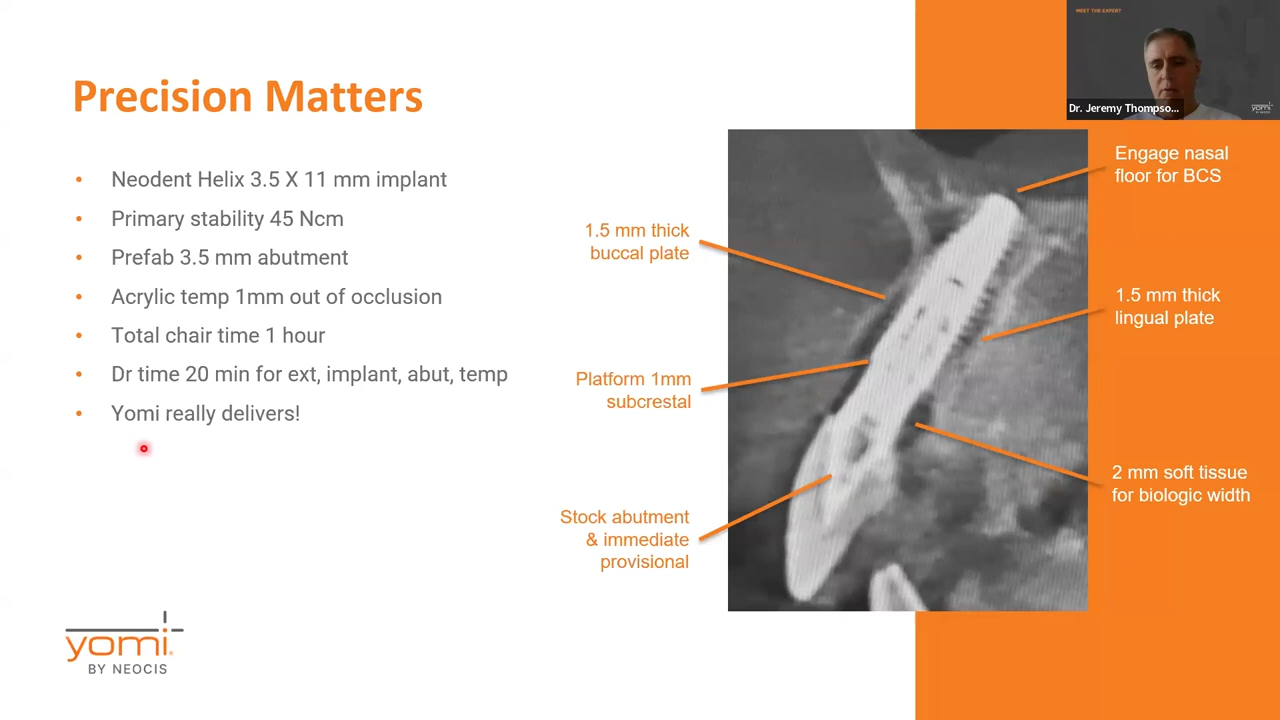 MEET THE EXPERT
Dr. Jeremy Thompso...
yomi
Precision Matters
• Neodent Helix 3.5 X 11 mm implant
• Primary stability 45 Ncm
• Prefab 3.5 mm abutment
• Acrylic temp 1mm out of occlusion
• Total chair time 1 hour
• Dr time 20 min for ext, implant, abut, temp
• Yomi really delivers!
1.5 mm thick
buccal plate
Platform 1mm
subcrestal
Stock abutment
& immediate
provisional
Engage nasal
floor for BCS
1.5 mm thick
lingual plate
2 mm soft tissue
for biologic width
yomi
BY NEOCIS